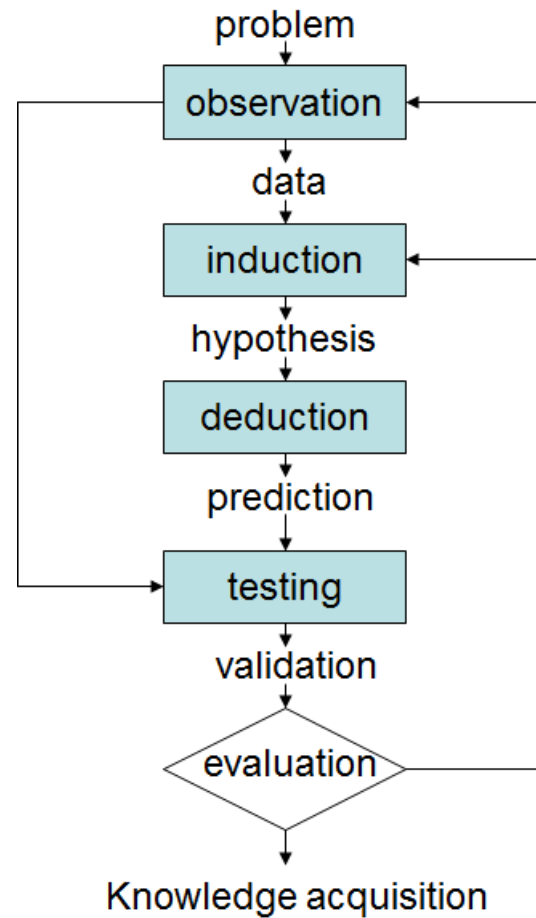 problem
observation
data
induction
hypothesis
deduction
prediction
testing
validation
evaluation
Knowledge acquisition